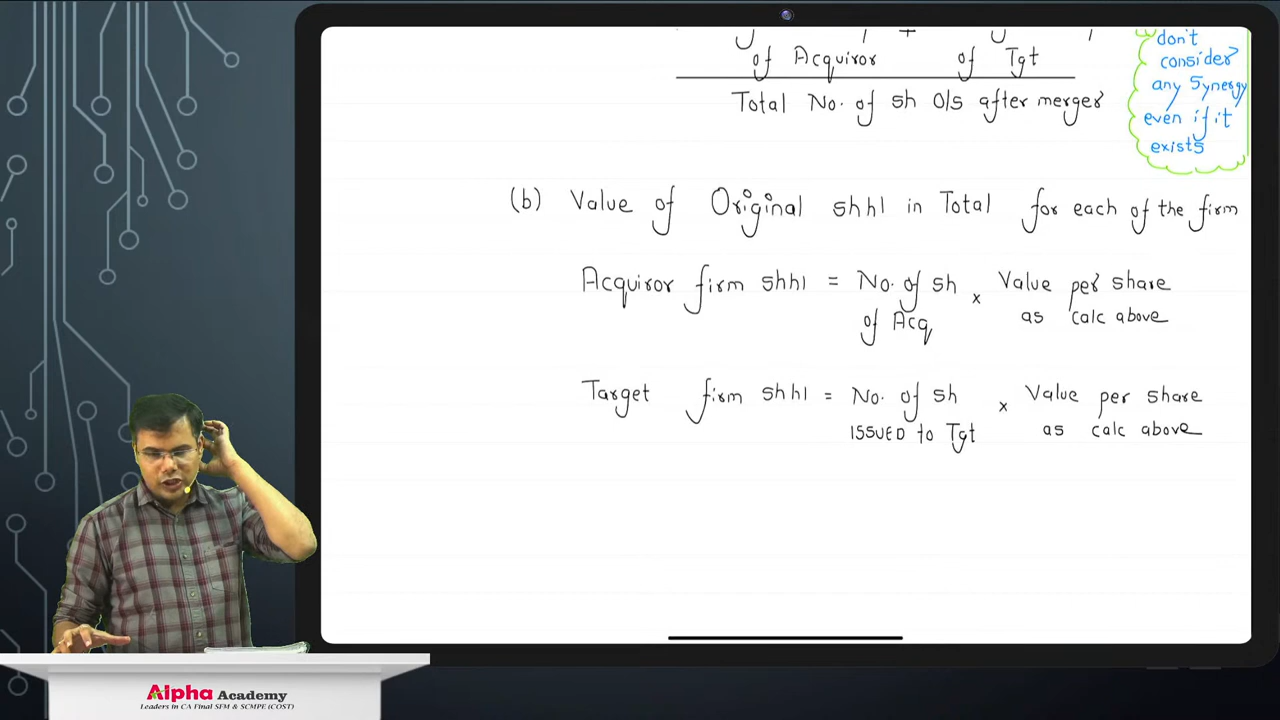 of Acquiror of Tgt
Total No. of sh O/S after merger
don't
consider
any Synergy
even if it
exists
(b) Value of Original shhl in Total for each of the firm
Acquiror firm shhl = No. of sh × Value per share
of Acq as calc above
Target firm shhl = No. of sh × Value per share
ISSUED to Tgt as calc above
Alpha Academy
Leaders in CA Final SFM & SCMPE (COST)